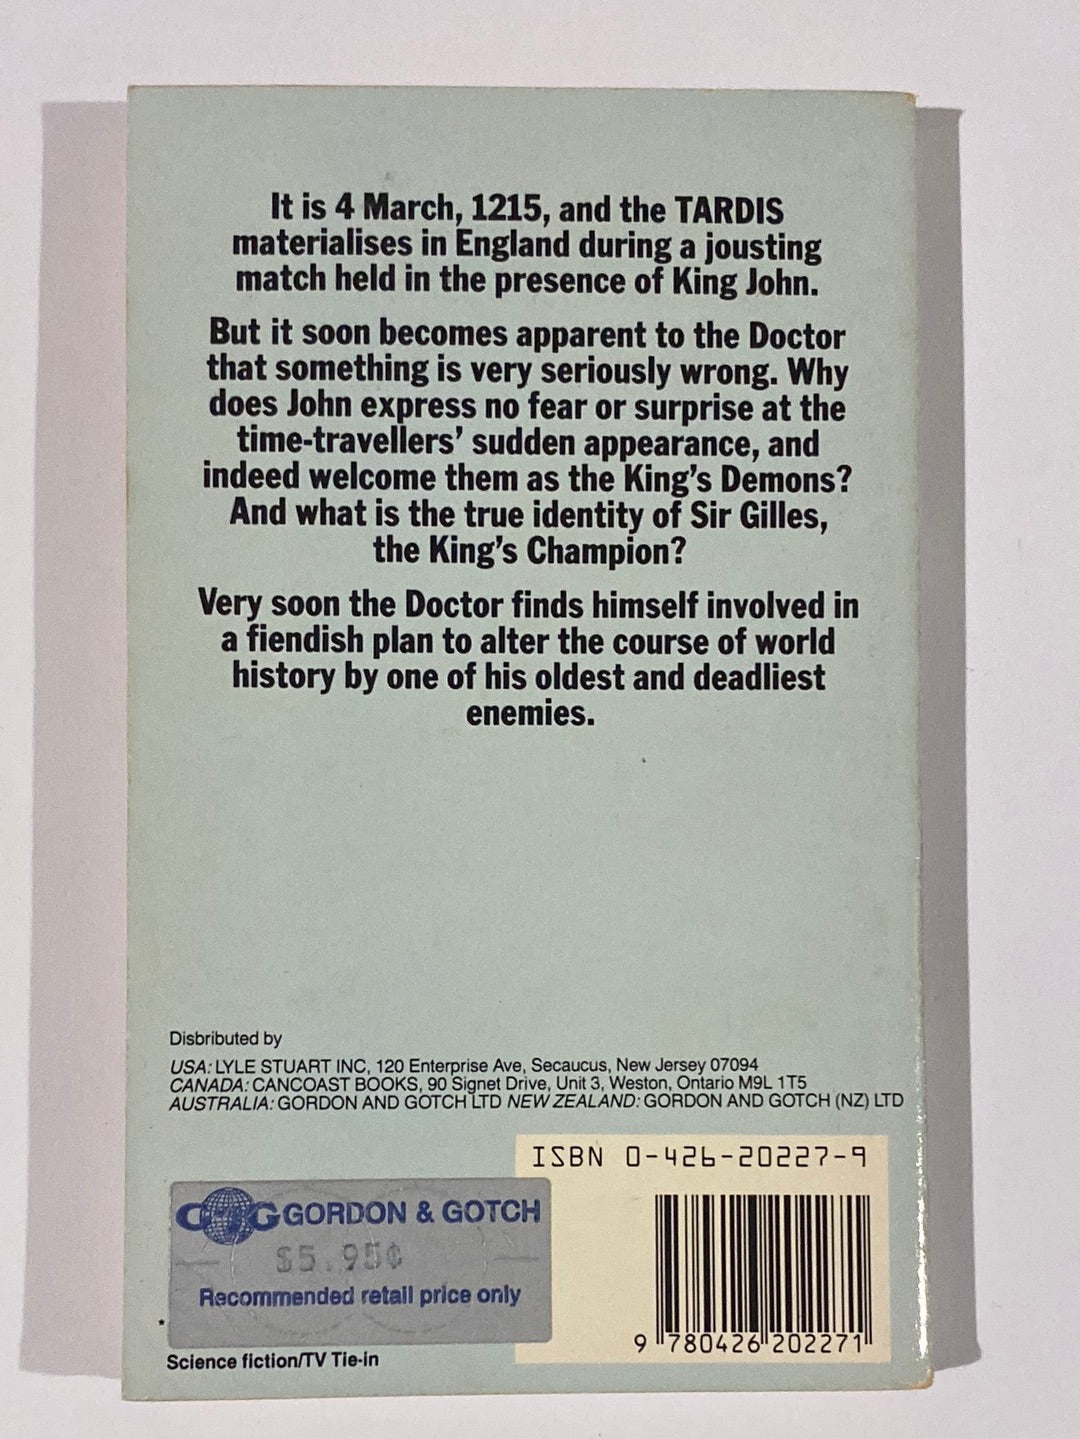 It is 4 March, 1215, and the TARDIS
materialises in England during a jousting
match held in the presence of King John.
But it soon becomes apparent to the Doctor
that something is very seriously wrong. Why
does John express no fear or surprise at the
time-travellers’ sudden appearance, and
indeed welcome them as the King’s Demons?
And what is the true identity of Sir Gilles,
the King’s Champion?
Very soon the Doctor finds himself involved in
a fiendish plan to alter the course of world
history by one of his oldest and deadliest
enemies.
Disbributed by
USA: LYLE STUART INC, 120 Enterprise Ave, Secaucus, New Jersey 07094
CANADA: CANCOAST BOOKS, 90 Signet Drive, Unit 3, Weston, Ontario M9L 1T5
AUSTRALIA: GORDON AND GOTCH LTD NEW ZEALAND: GORDON AND GOTCH (NZ) LTD
ISBN 0-426-20227-9
GG GORDON & GOTCH
$5.95¢
Recommended retail price only
9 780426 202271
*
Science fiction/TV Tie-in